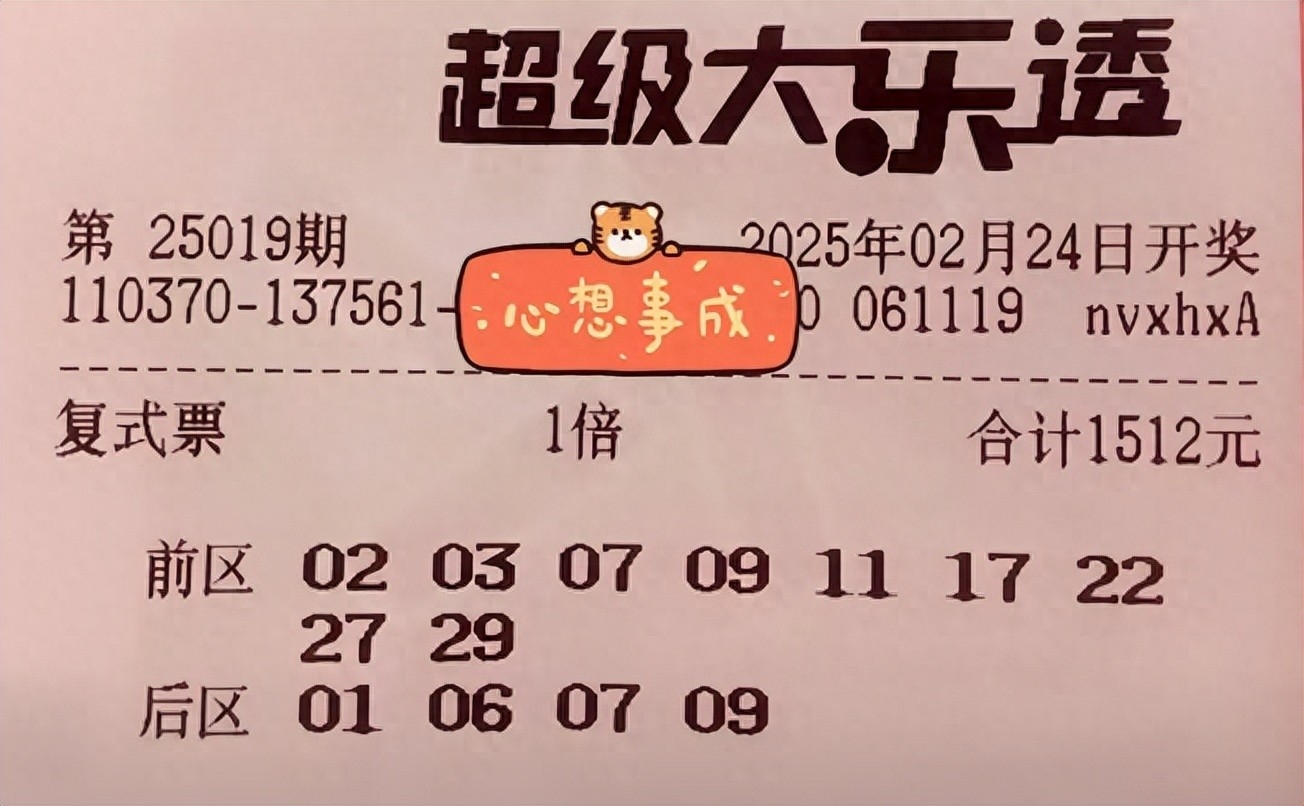 超级大乐透
第 25019期 2025年02月24日开奖
110370-137561- 0 061119 nvxhxA
心想事成
复式票 1倍 合计1512元
前区 02 03 07 09 11 17 22
27 29
后区 01 06 07 09